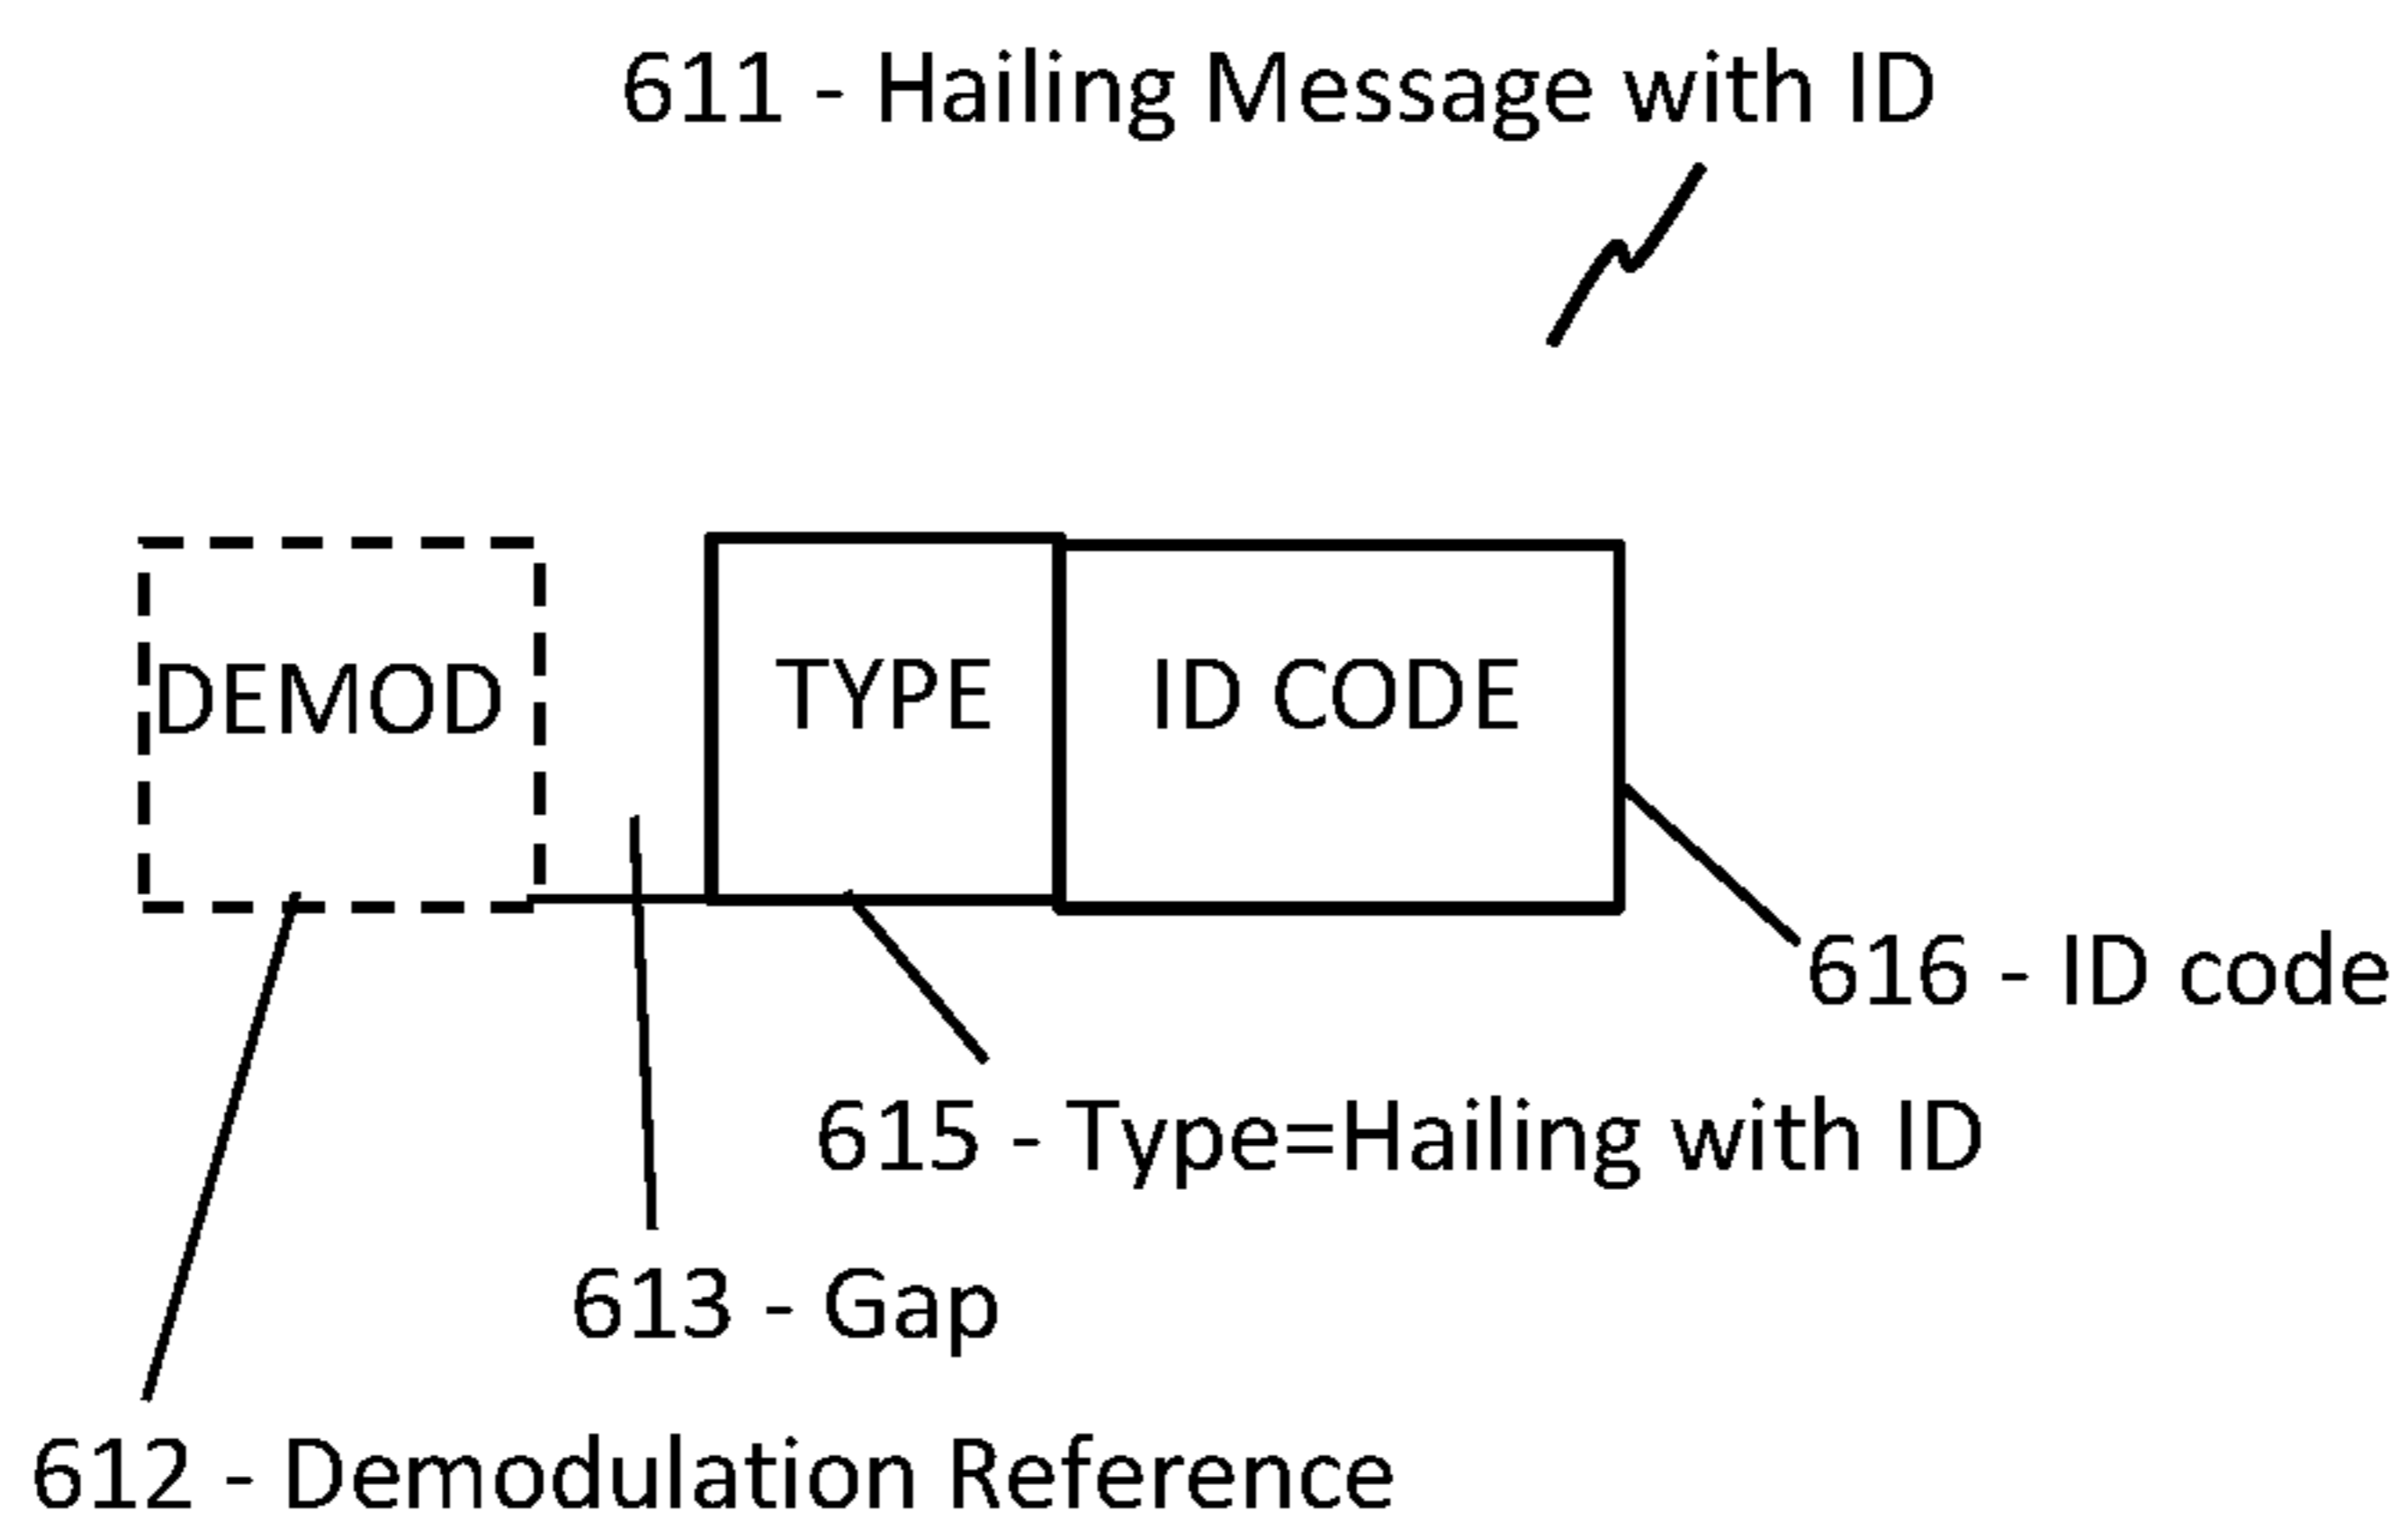 611 - Hailing Message with ID
DEMOD
TYPE
ID CODE
616 - ID code
615 - Type=Hailing with ID
613 - Gap
612 - Demodulation Reference